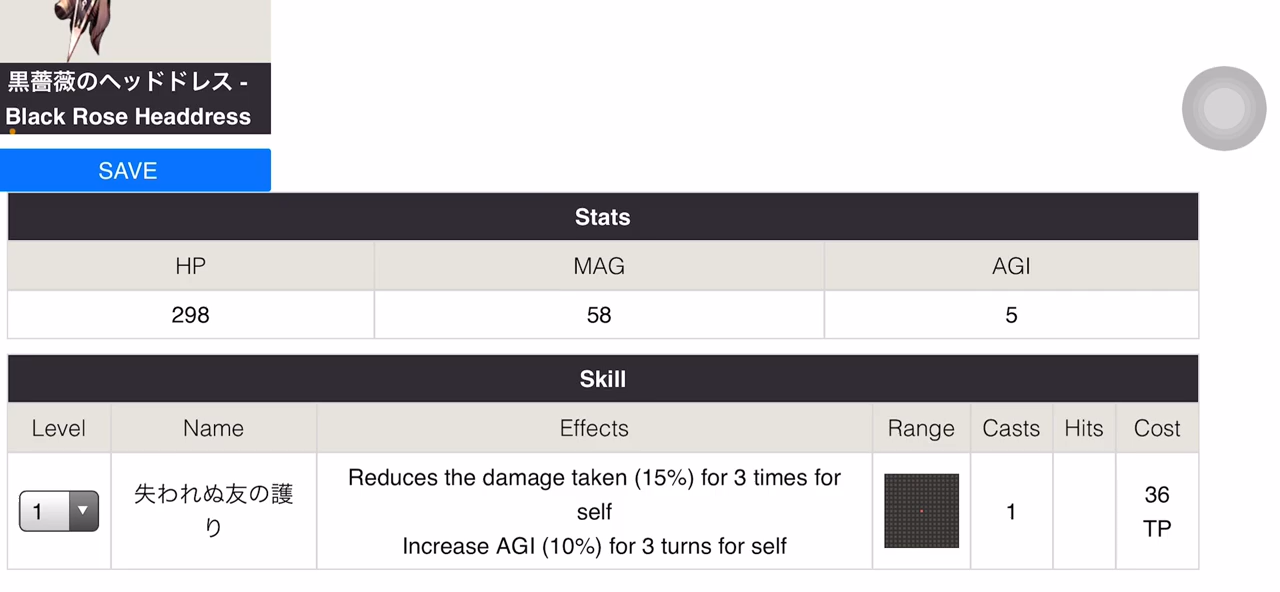 黒薔薇のヘッドドレス -
Black Rose Headdress
SAVE
Stats
HP MAG AGI
298 58 5
Skill
Level Name Effects Range Casts Hits Cost
1
失われぬ友の護
り
Reduces the damage taken (15%) for 3 times for
self
Increase AGI (10%) for 3 turns for self
1
36
TP